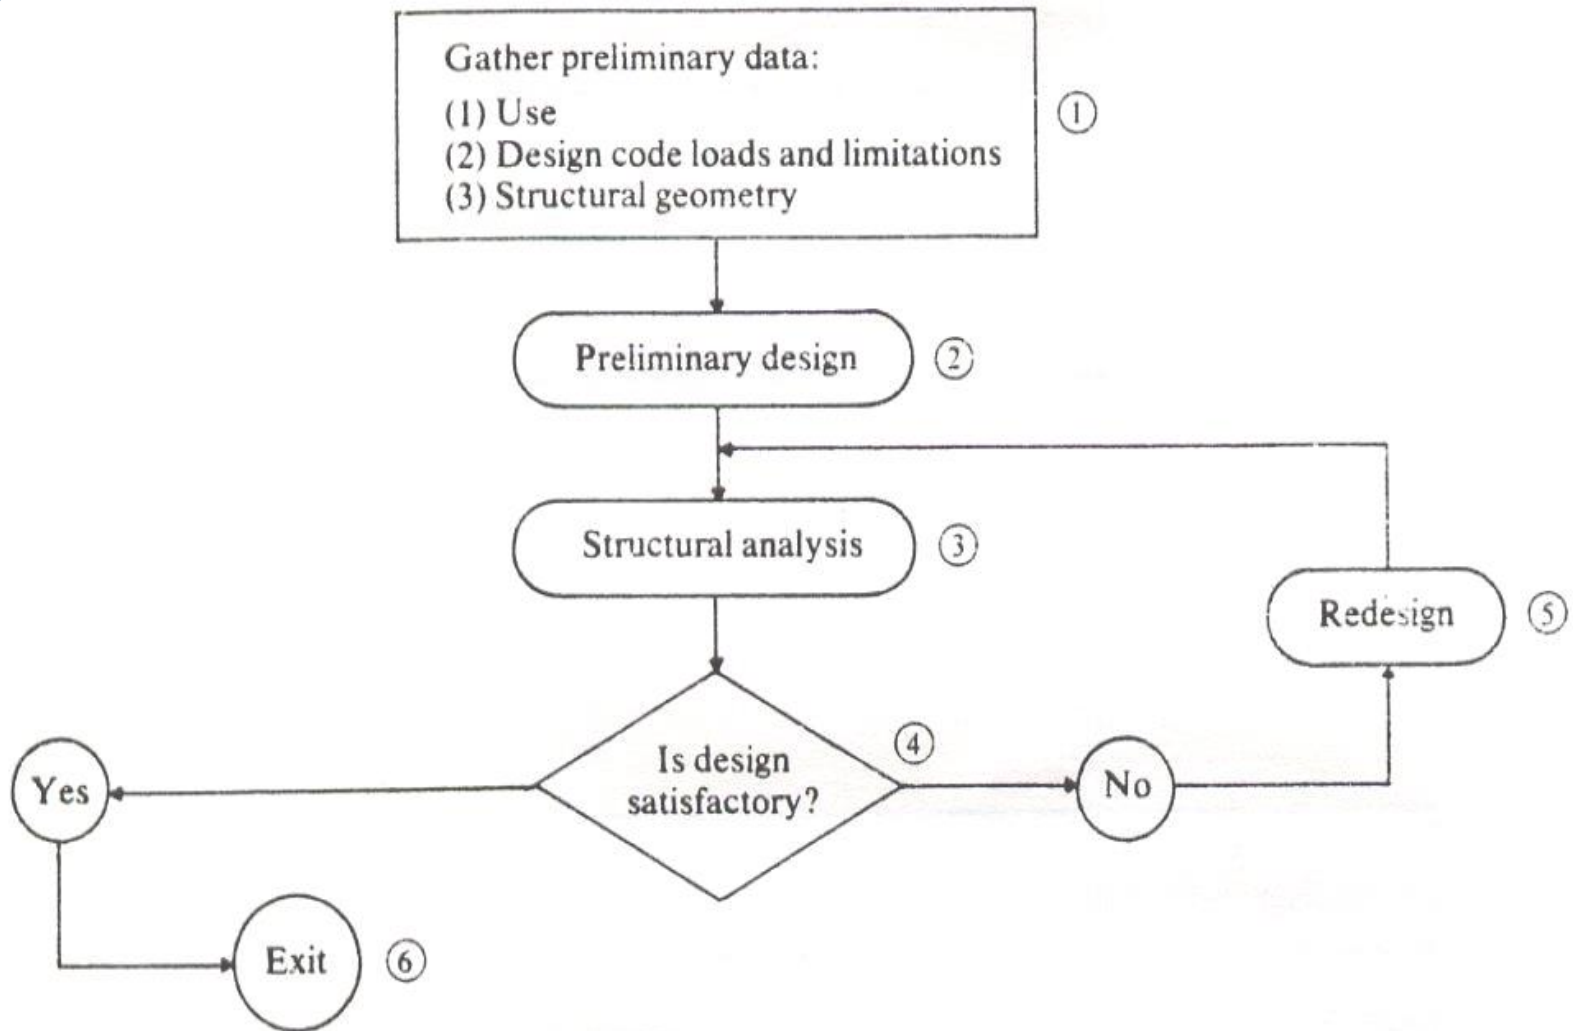 Gather preliminary data:
(1) Use
(2) Design code loads and limitations
(3) Structural geometry
①
Preliminary design
②
Structural analysis
③
Redesign
⑤
Is design
satisfactory?
④
Yes
No
Exit
⑥